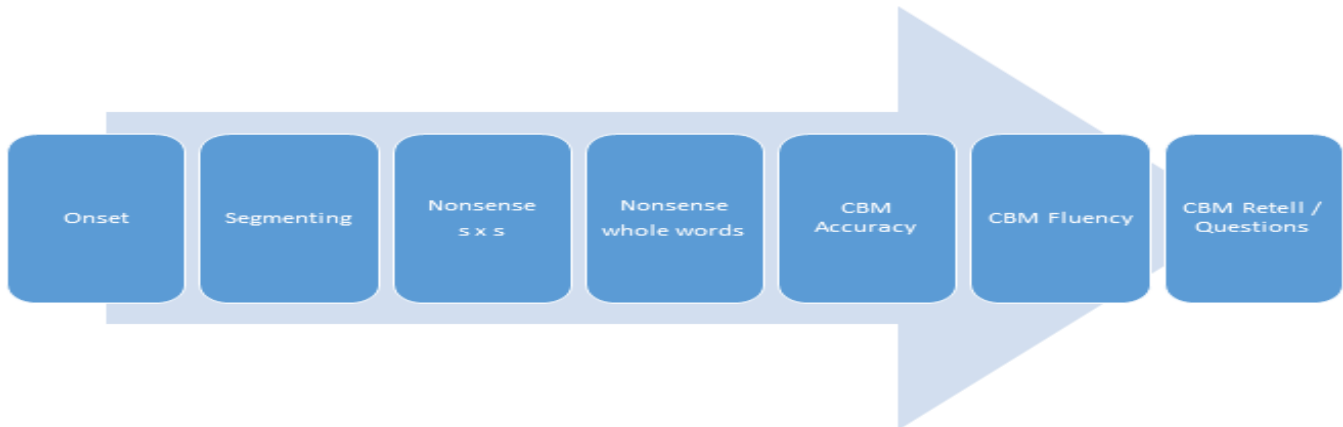 Onset
Segmenting
Nonsense
s x s
Nonsense
whole words
CBM
Accuracy
CBM Fluency
CBM Retell /
Questions